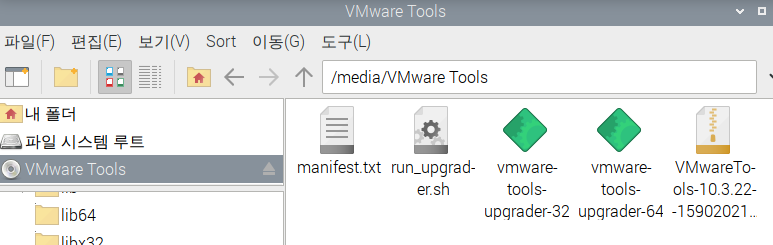 VMware Tools
파일(F) 편집(E) 보기(V) Sort 이동(G) 도구(L)
/media/VMware Tools
내 폴더
파일 시스템 루트
VMware Tools
lib64
libx32
manifest.txt
run_upgrad-
er.sh
vmware-
tools-
upgrader-32
vmware-
tools-
upgrader-64
VMwareTo-
ols-10.3.22-
-15902021...